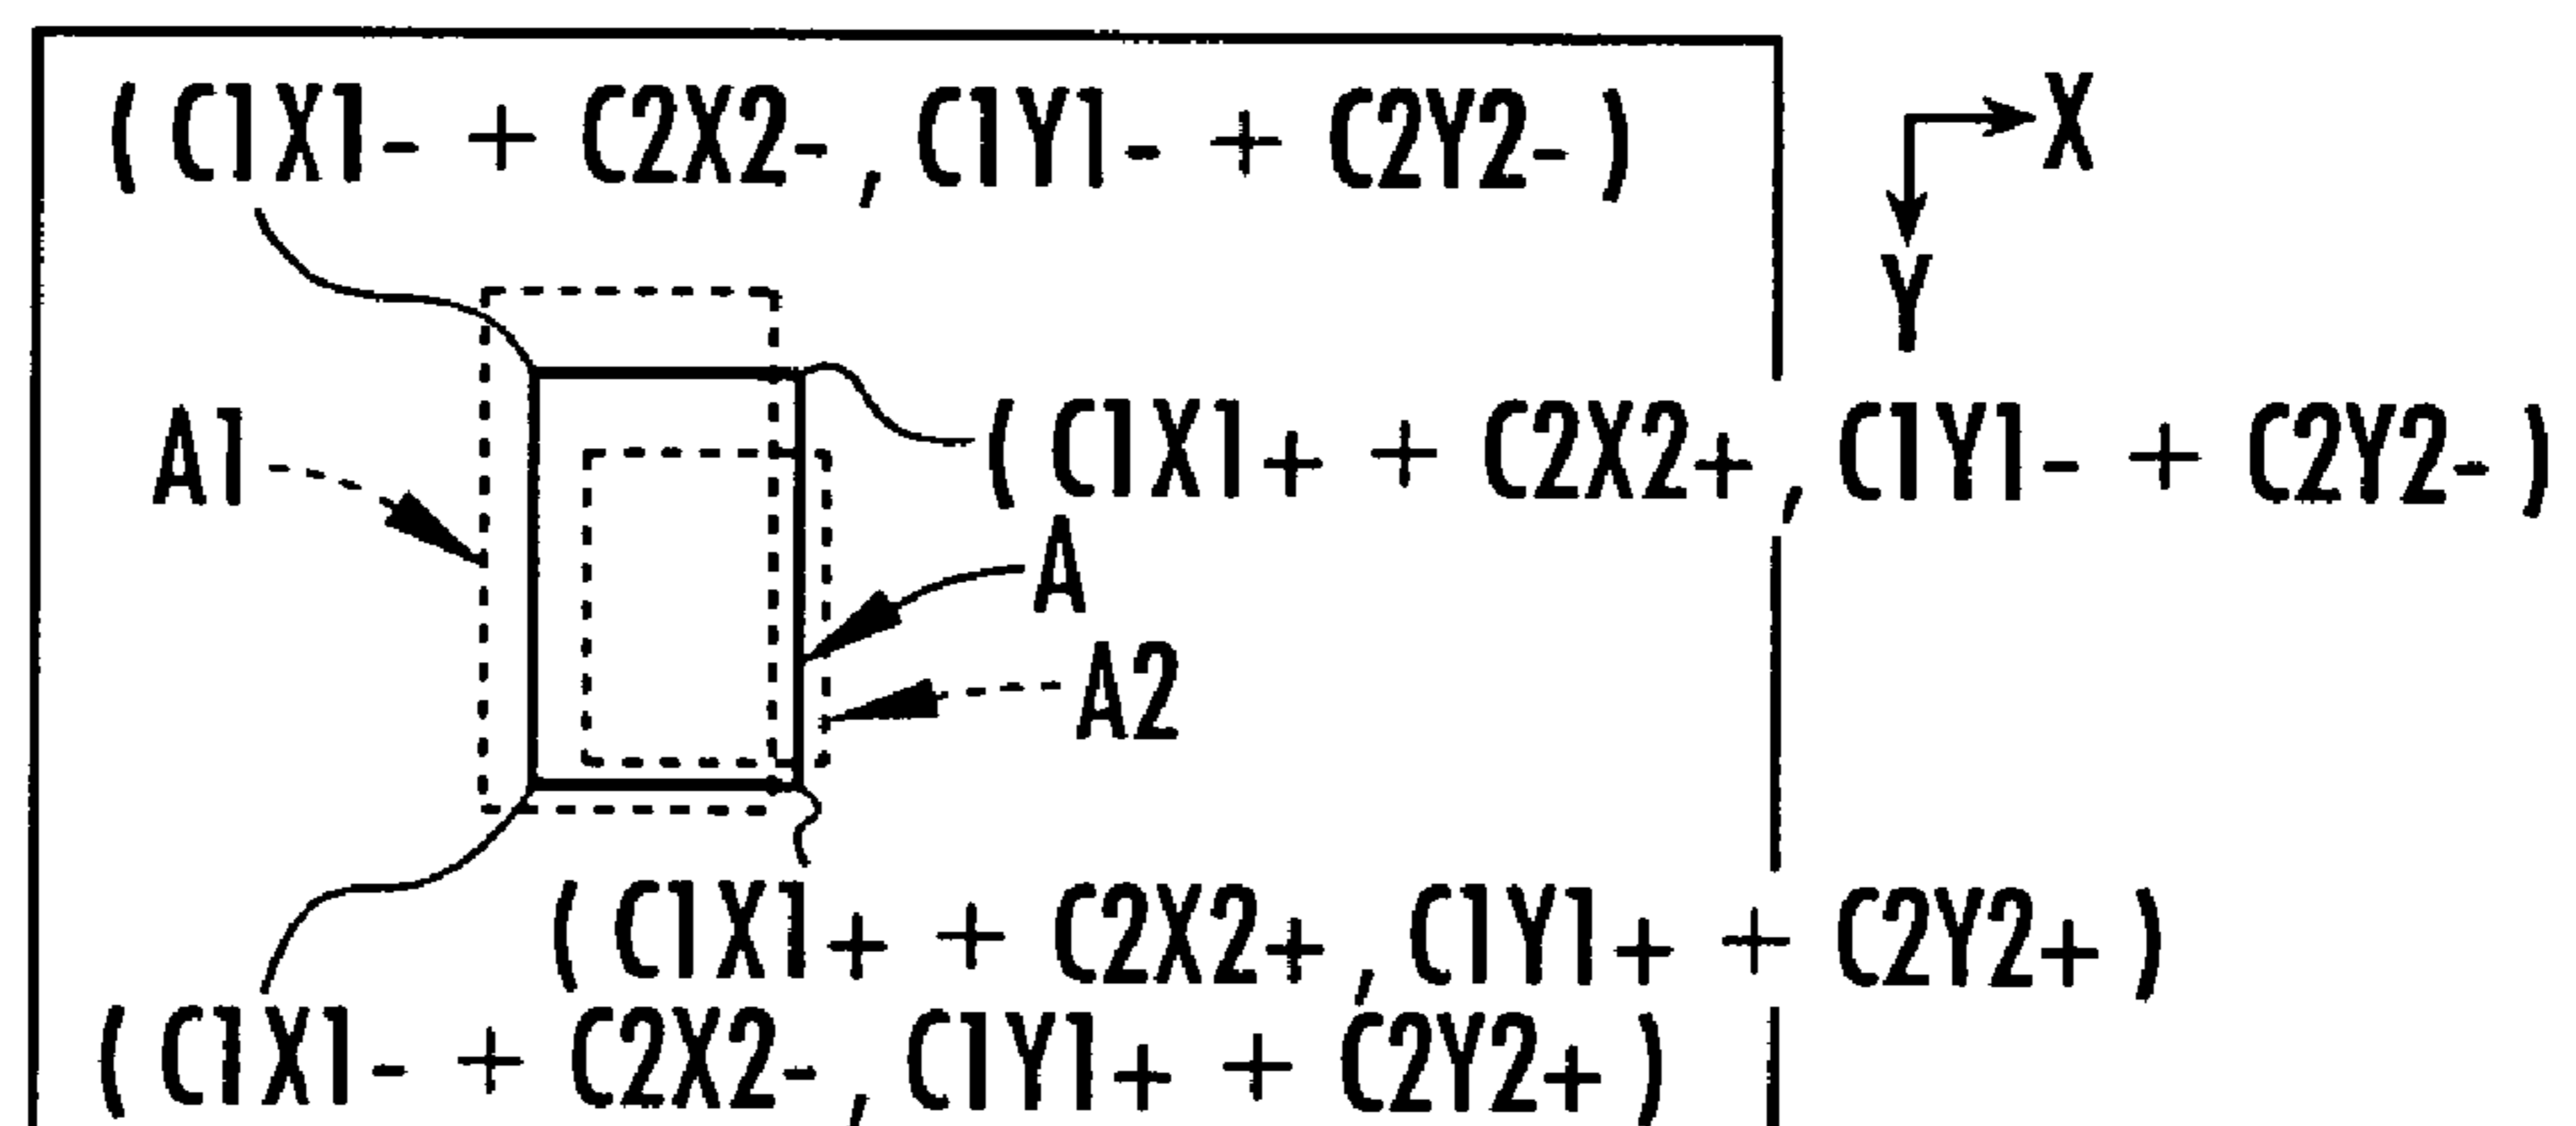 (C1X1- + C2X2-, C1Y1- + C2Y2-)
X
Y
A1
(C1X1+ + C2X2+, C1Y1- + C2Y2-)
A
A2
(C1X1+ + C2X2+, C1Y1+ + C2Y2+)
(C1X1- + C2X2-, C1Y1+ + C2Y2+)